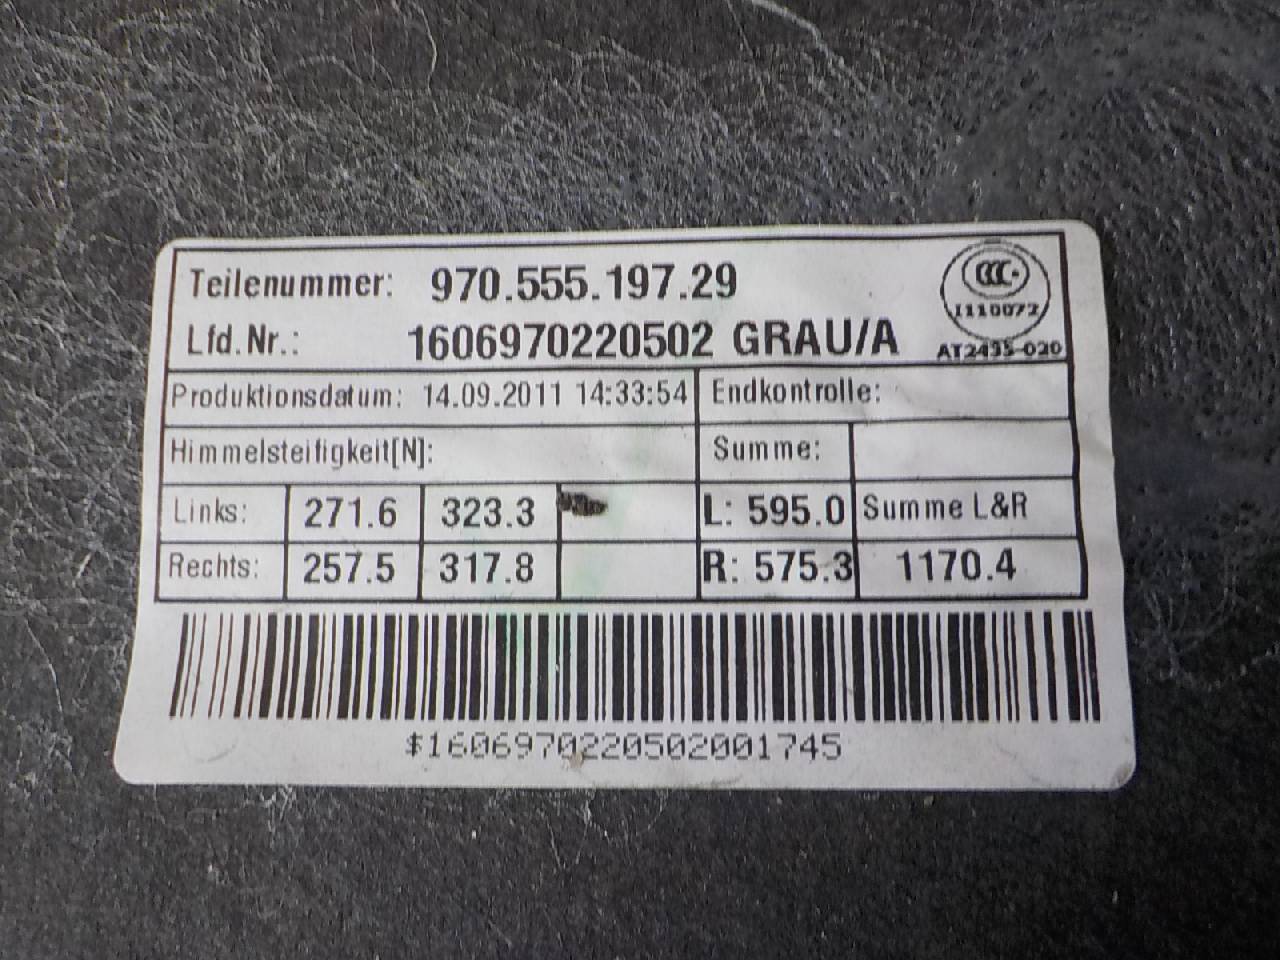 Teilenummer: 970.555.197.29
Lfd.Nr.: 1606970220502 GRAU/A
CCC
I110072
AT2435-020
Produktionsdatum: 14.09.2011 14:33:54 Endkontrolle:
Himmelsteifigkeit[N]: Summe:
Links: 271.6 323.3 L: 595.0 Summe L&R
Rechts: 257.5 317.8 R: 575.3 1170.4
$1606970220502001745